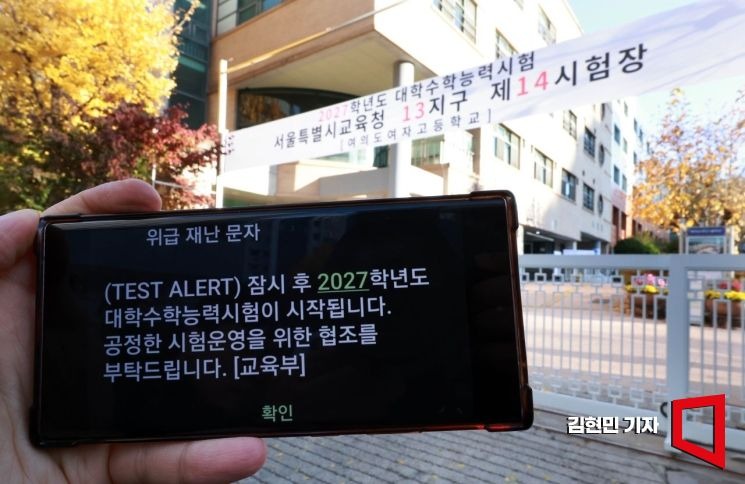 2027학년도 대학수학능력시험
서울특별시교육청 13지구 제14시험장
[여의도여자고등학교]
위급 재난 문자
(TEST ALERT) 잠시 후 2027학년도
대학수학능력시험이 시작됩니다.
공정한 시험운영을 위한 협조를
부탁드립니다. [교육부]
확인
김현민 기자